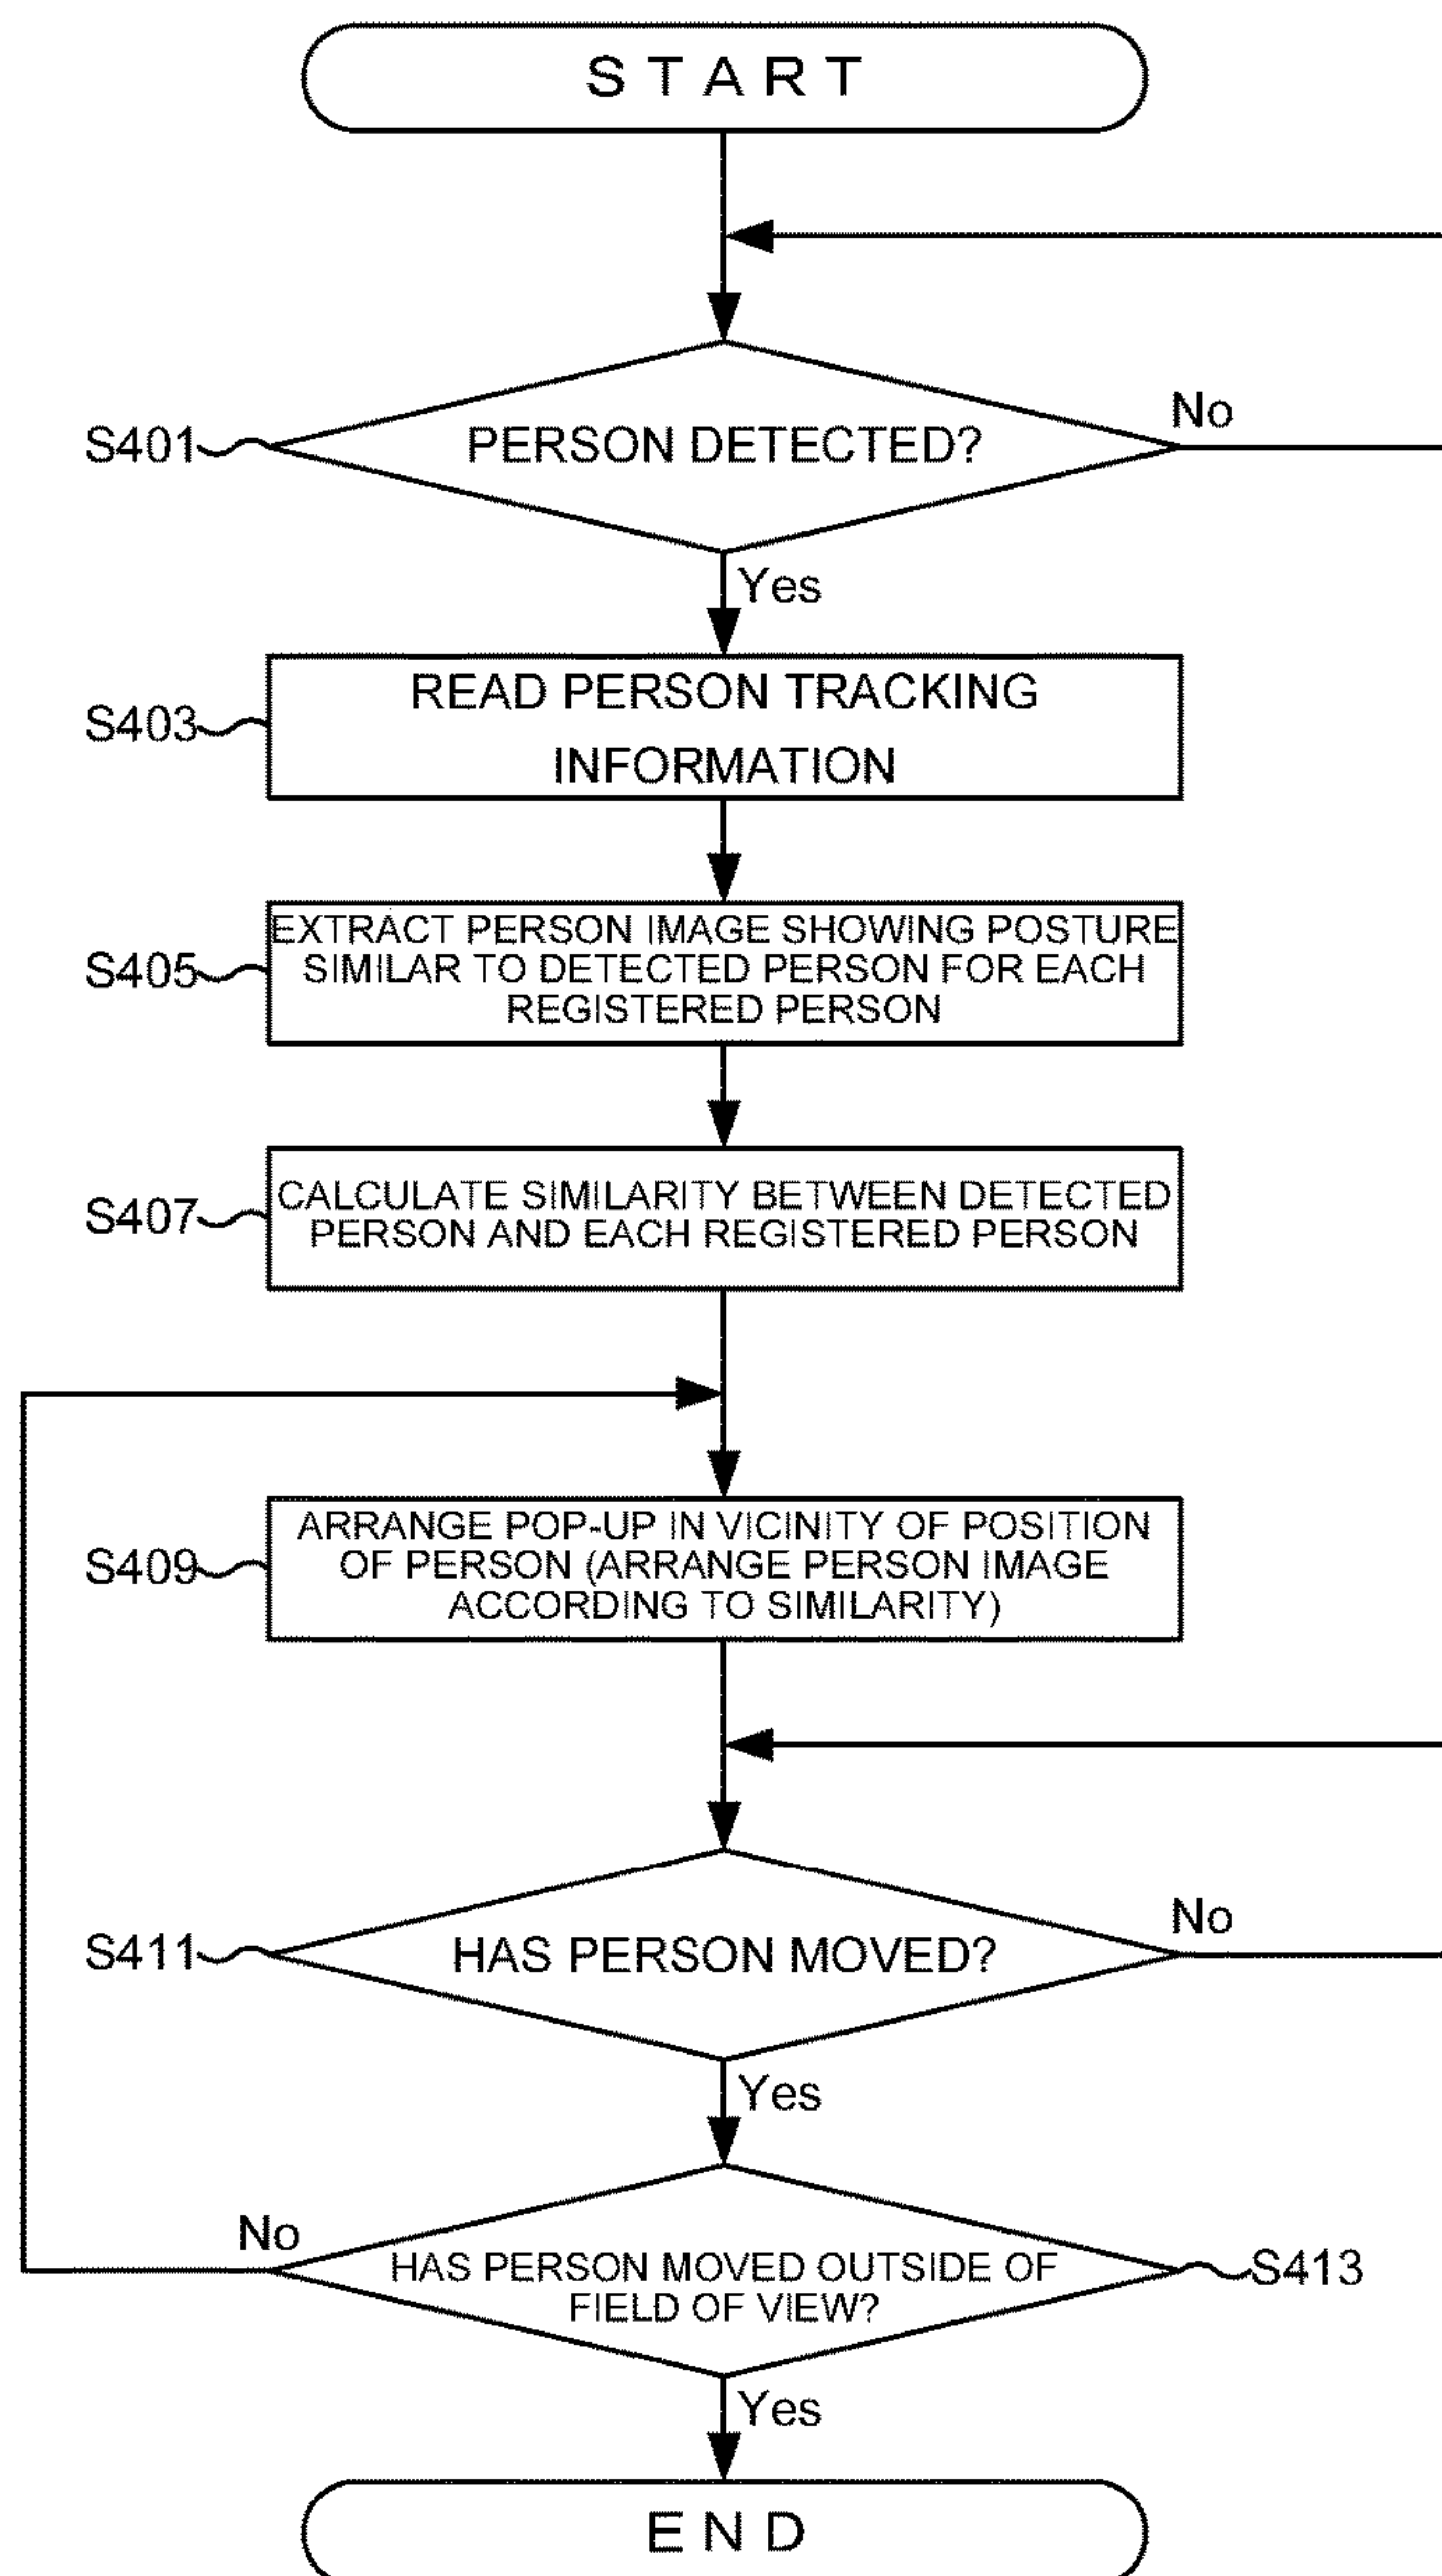 START
No
S401
PERSON DETECTED?
Yes
S403
READ PERSON TRACKING
INFORMATION
S405
EXTRACT PERSON IMAGE SHOWING POSTURE
SIMILAR TO DETECTED PERSON FOR EACH
REGISTERED PERSON
S407
CALCULATE SIMILARITY BETWEEN DETECTED
PERSON AND EACH REGISTERED PERSON
S409
ARRANGE POP-UP IN VICINITY OF POSITION
OF PERSON (ARRANGE PERSON IMAGE
ACCORDING TO SIMILARITY)
No
S411
HAS PERSON MOVED?
Yes
No
HAS PERSON MOVED OUTSIDE OF
FIELD OF VIEW?
S413
Yes
END